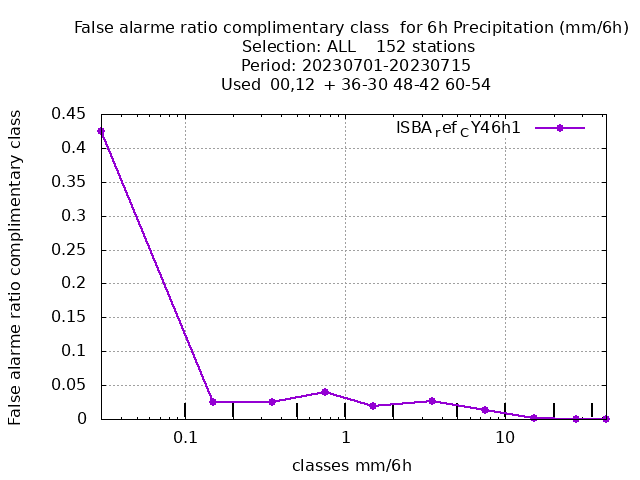 False alarme ratio complimentary class  for 6h Precipitation (mm/6h)
Selection: ALL    152 stations
Period: 20230701-20230715
Used  00,12  + 36-30 48-42 60-54
ISBAref CY46h1
False alarme ratio complimentary class
0.45
0.4
0.35
0.3
0.25
0.2
0.15
0.1
0.05
0
0.1 1 10
classes mm/6h